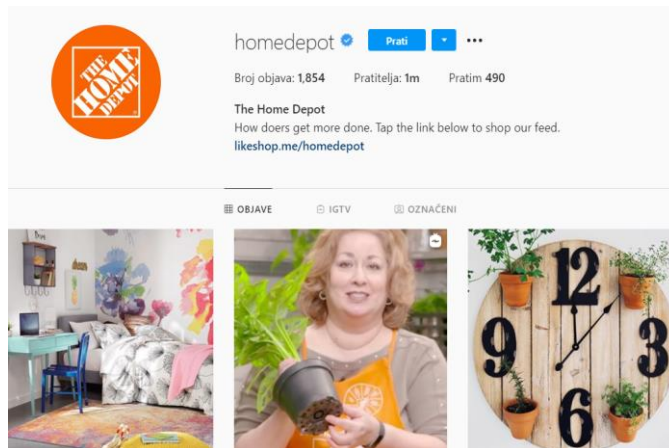 THE
HOME
DEPOT
homedepot Prati
Broj objava: 1,854 Pratitelja: 1m Pratim 490
The Home Depot
How doers get more done. Tap the link below to shop our feed.
likeshop.me/homedepot
OBJAVE IGTV OZNAČENI
12
9
3
6